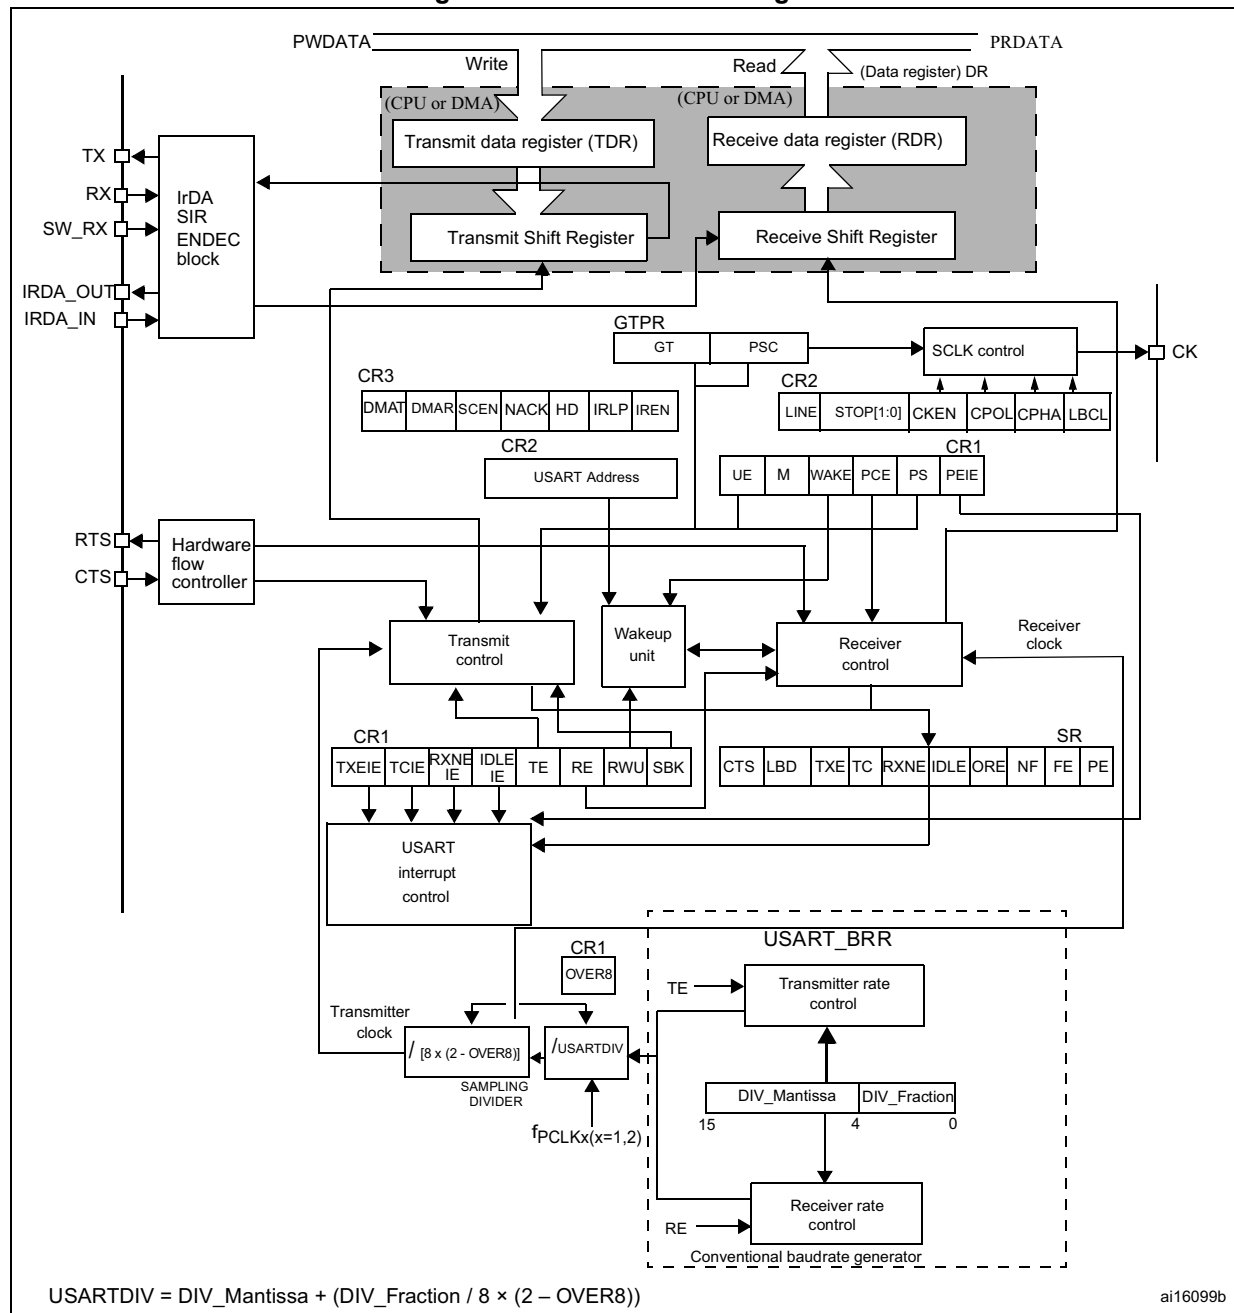 PWDATA
PRDATA
Write
Read
(Data register) DR
(CPU or DMA)
(CPU or DMA)
Transmit data register (TDR)
Receive data register (RDR)
TX
RX
SW_RX
IRDA_OUT
IRDA_IN
IrDA
SIR
ENDEC
block
Transmit Shift Register
Receive Shift Register
GTPR
GT
PSC
SCLK control
CK
CR3
DMAT DMAR SCEN NACK HD IRLP IREN
CR2
LINE STOP[1:0] CKEN CPOL CPHA LBCL
CR2
USART Address
CR1
UE M WAKE PCE PS PEIE
RTS
CTS
Hardware
flow
controller
Transmit
control
Wakeup
unit
Receiver
control
Receiver
clock
CR1
TXEIE TCIE RXNE IE IDLE IE TE RE RWU SBK
SR
CTS LBD TXE TC RXNE IDLE ORE NF FE PE
USART
interrupt
control
USART_BRR
CR1
OVER8
TE
Transmitter rate
control
Transmitter
clock
/ [8 x (2 - OVER8)]
/USARTDIV
SAMPLING
DIVIDER
fPCLKx(x=1,2)
DIV_Mantissa DIV_Fraction
15 4 0
Receiver rate
control
RE
Conventional baudrate generator
USARTDIV = DIV_Mantissa + (DIV_Fraction / 8 × (2 – OVER8))
ai16099b